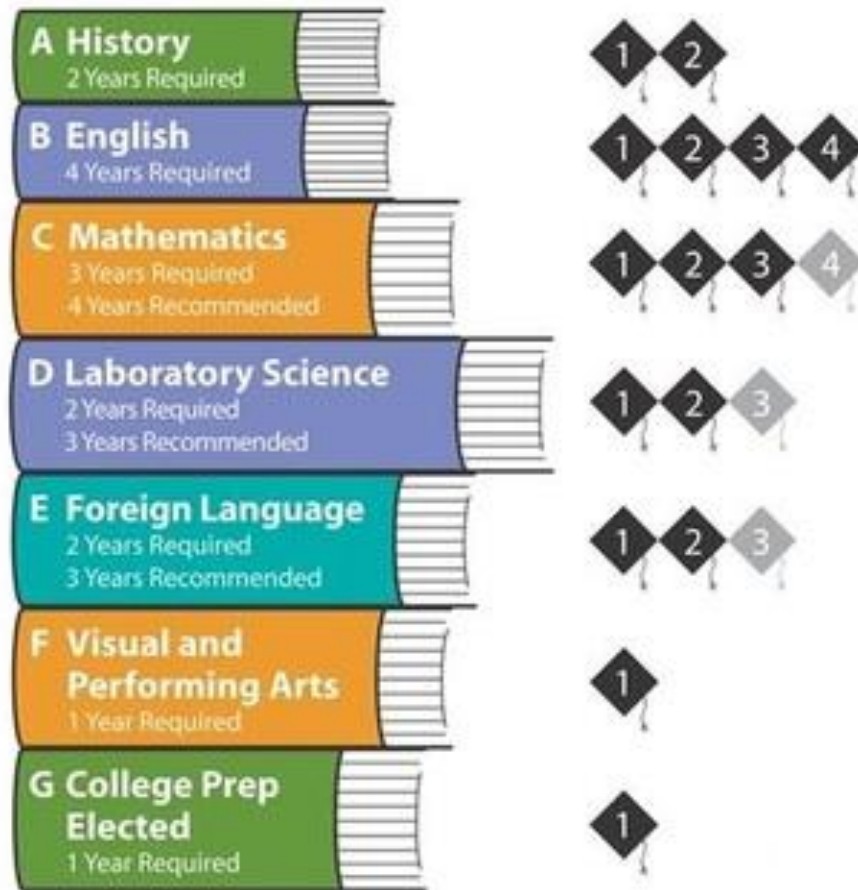 A History
2 Years Required
1 2
B English
4 Years Required
1 2 3 4
C Mathematics
3 Years Required
4 Years Recommended
1 2 3 4
D Laboratory Science
2 Years Required
3 Years Recommended
1 2 3
E Foreign Language
2 Years Required
3 Years Recommended
1 2 3
F Visual and
Performing Arts
1 Year Required
1
G College Prep
Elected
1 Year Required
1